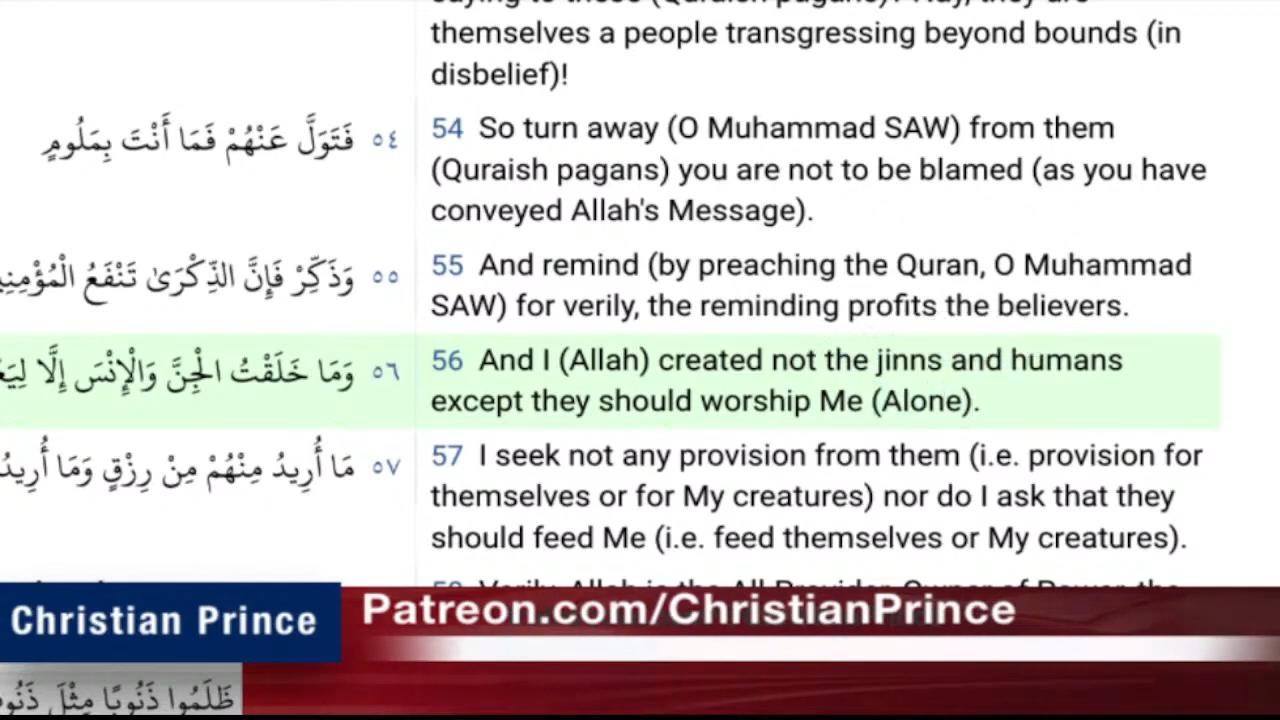 themselves a people transgressing beyond bounds (in
disbelief)!
فَتَوَلَّ عَنْهُمْ فَمَا أَنْتَ بِمَلُومٍ ٥٤
54 So turn away (O Muhammad SAW) from them
(Quraish pagans) you are not to be blamed (as you have
conveyed Allah's Message).
وَذَكِّرْ فَإِنَّ الذِّكْرَىٰ تَنْفَعُ ٥٥
55 And remind (by preaching the Quran, O Muhammad
SAW) for verily, the reminding profits the believers.
وَمَا خَلَقْتُ الْجِنَّ وَالْإِنْسَ إِلَّا ٥٦
56 And I (Allah) created not the jinns and humans
except they should worship Me (Alone).
مَا أُرِيدُ مِنْهُمْ مِنْ رِزْقٍ وَمَا أُرِيدُ ٥٧
57 I seek not any provision from them (i.e. provision for
themselves or for My creatures) nor do I ask that they
should feed Me (i.e. feed themselves or My creatures).
Christian Prince
Patreon.com/ChristianPrince
ظَلَمُوا ذَنُوبًا مِثْلَ